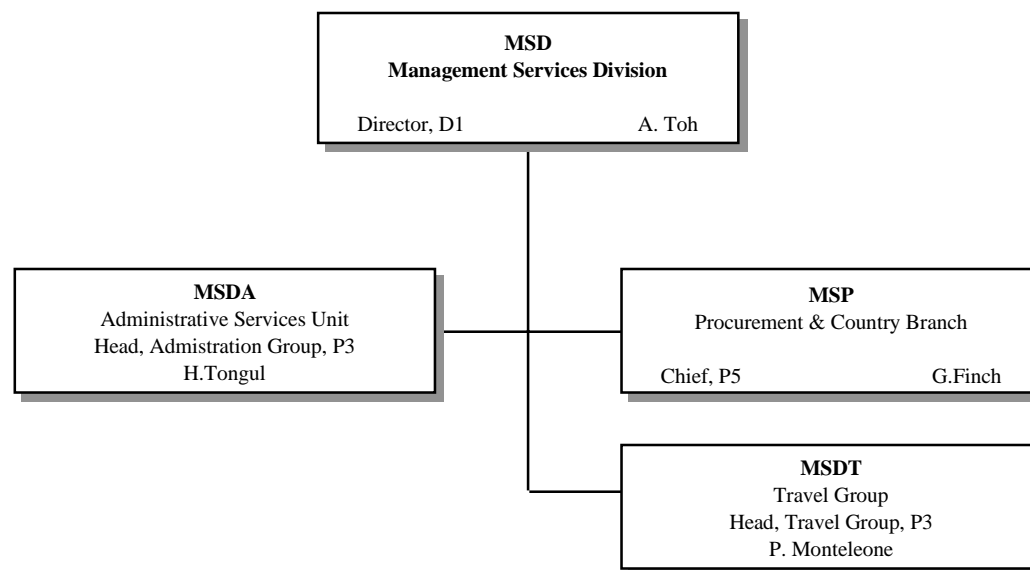 MSD
Management Services Division
Director, D1 A. Toh
MSDA
Administrative Services Unit
Head, Admistration Group, P3
H.Tongul
MSP
Procurement & Country Branch
Chief, P5 G.Finch
MSDT
Travel Group
Head, Travel Group, P3
P. Monteleone